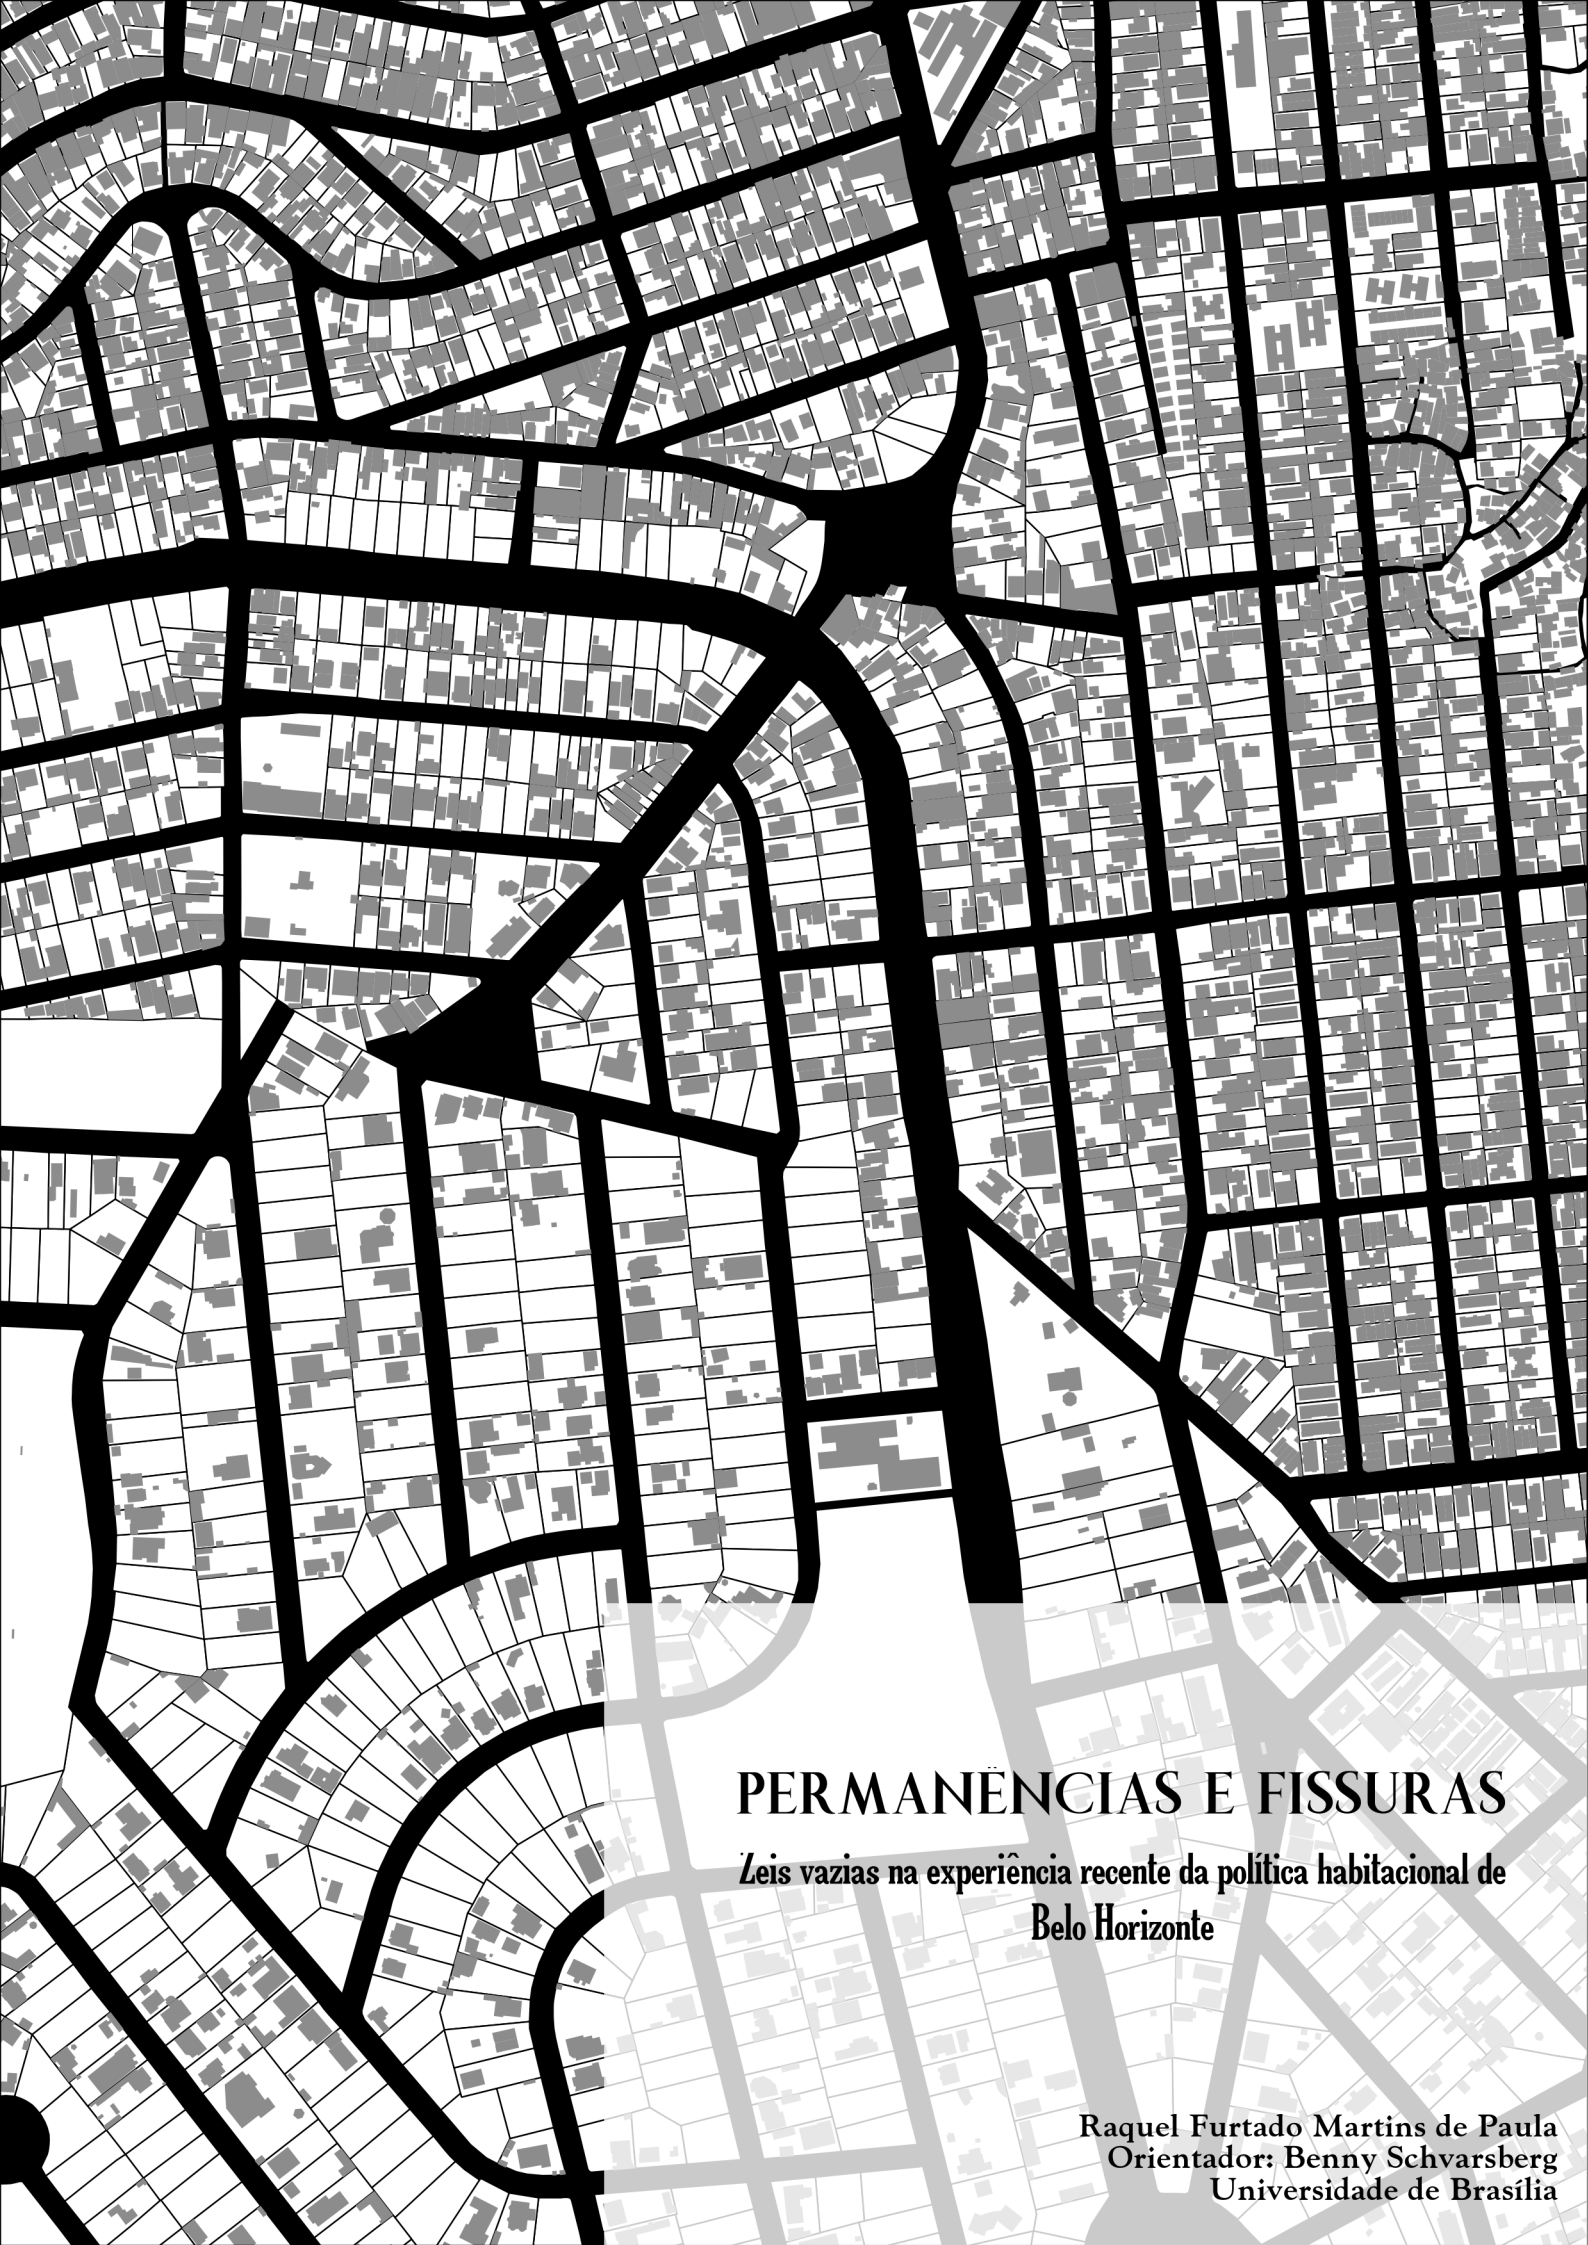 PERMANÊNCIAS E FISSURAS
Zeis vazias na experiência recente da política habitacional de
Belo Horizonte
Raquel Furtado Martins de Paula
Orientador: Benny Schvarsberg
Universidade de Brasília